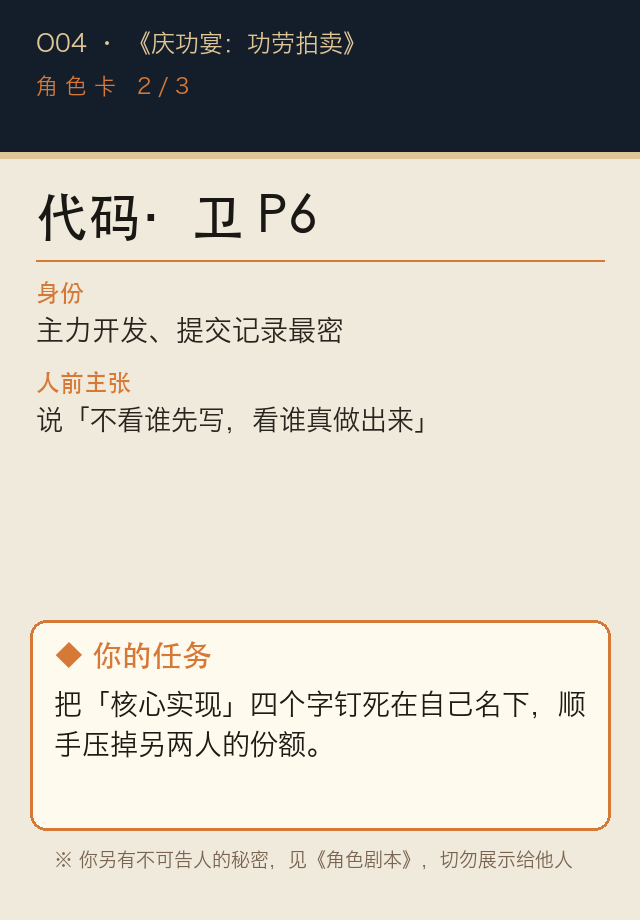 004 · 《庆功宴：功劳拍卖》
角色卡 2/3
代码· 卫 P6
身份
主力开发、提交记录最密
人前主张
说「不看谁先写，看谁真做出来」
◆ 你的任务
把「核心实现」四个字钉死在自己名下，顺
手压掉另两人的份额。
※ 你另有不可告人的秘密，见《角色剧本》，切勿展示给他人